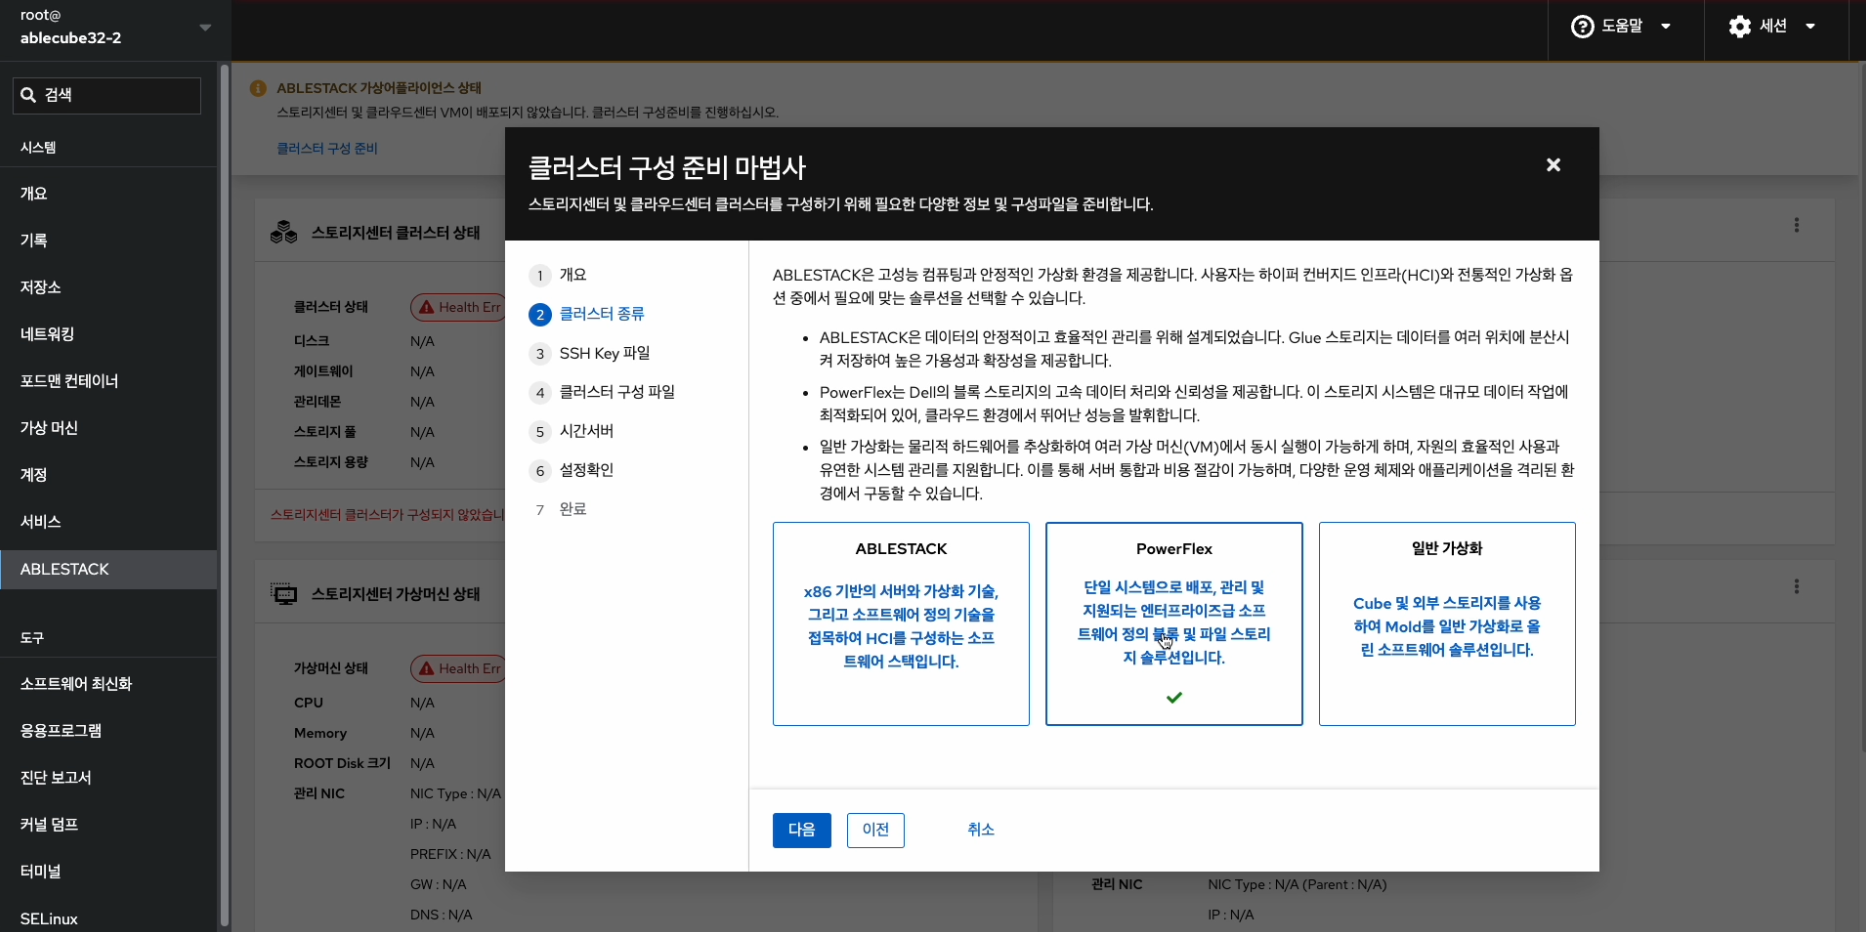 root@
ablecube32-2
도움말
세션
검색
시스템
개요
기록
저장소
네트워킹
포드맨 컨테이너
가상 머신
계정
서비스
ABLESTACK
도구
소프트웨어 최신화
응용프로그램
진단 보고서
커널 덤프
터미널
SELinux
ABLESTACK 가상어플라이언스 상태
스토리지센터 및 클라우드센터 VM이 배포되지 않았습니다. 클러스터 구성준비를 진행하십시오.
클러스터 구성 준비
스토리지센터 클러스터 상태
클러스터 상태
Health Err
디스크 N/A
게이트웨이 N/A
관리데몬 N/A
스토리지 풀 N/A
스토리지 용량 N/A
스토리지센터 클러스터가 구성되지 않았습니
스토리지센터 가상머신 상태
가상머신 상태
Health Err
CPU N/A
Memory N/A
ROOT Disk 크기 N/A
관리 NIC NIC Type : N/A
IP : N/A
PREFIX : N/A
GW : N/A
DNS : N/A
클러스터 구성 준비 마법사
스토리지센터 및 클라우드센터 클러스터를 구성하기 위해 필요한 다양한 정보 및 구성파일을 준비합니다.
1 개요
2 클러스터 종류
3 SSH Key 파일
4 클러스터 구성 파일
5 시간서버
6 설정확인
7 완료
ABLESTACK은 고성능 컴퓨팅과 안정적인 가상화 환경을 제공합니다. 사용자는 하이퍼 컨버지드 인프라(HCI)와 전통적인 가상화 옵
션 중에서 필요에 맞는 솔루션을 선택할 수 있습니다.
• ABLESTACK은 데이터의 안정적이고 효율적인 관리를 위해 설계되었습니다. Glue 스토리지는 데이터를 여러 위치에 분산시
켜 저장하여 높은 가용성과 확장성을 제공합니다.
• PowerFlex는 Dell의 블록 스토리지의 고속 데이터 처리와 신뢰성을 제공합니다. 이 스토리지 시스템은 대규모 데이터 작업에
최적화되어 있어, 클라우드 환경에서 뛰어난 성능을 발휘합니다.
• 일반 가상화는 물리적 하드웨어를 추상화하여 여러 가상 머신(VM)에서 동시 실행이 가능하게 하며, 자원의 효율적인 사용과
유연한 시스템 관리를 지원합니다. 이를 통해 서버 통합과 비용 절감이 가능하며, 다양한 운영 체제와 애플리케이션을 격리된 환
경에서 구동할 수 있습니다.
ABLESTACK
x86 기반의 서버와 가상화 기술,
그리고 소프트웨어 정의 기술을
접목하여 HCI를 구성하는 소프
트웨어 스택입니다.
PowerFlex
단일 시스템으로 배포, 관리 및
지원되는 엔터프라이즈급 소프
트웨어 정의 블록 및 파일 스토리
지 솔루션입니다.
일반 가상화
Cube 및 외부 스토리지를 사용
하여 Mold를 일반 가상화로 올
린 소프트웨어 솔루션입니다.
다음
이전
취소
관리 NIC NIC Type : N/A (Parent : N/A)
IP : N/A